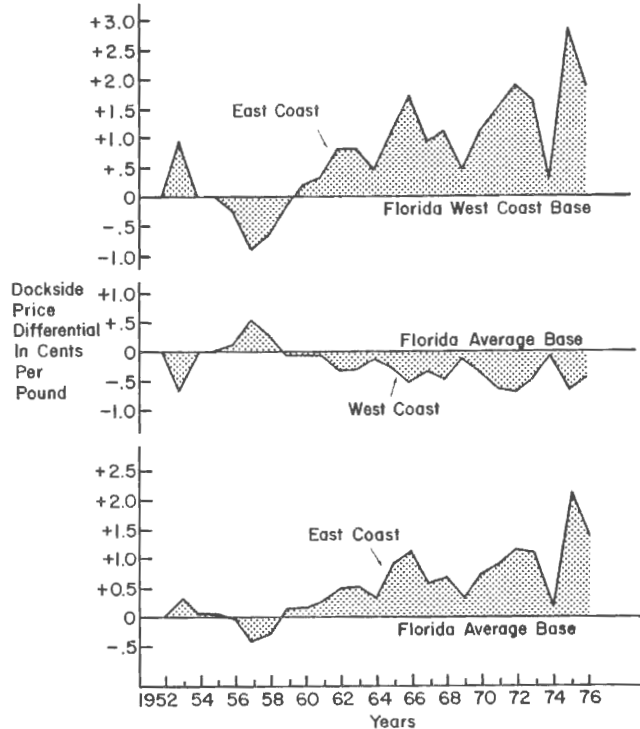 +3.0
+2.5
+2.0
+1.5
+1.0
+.5
0
-.5
-1.0
East Coast
Florida West Coast Base
Dockside
Price
Differential
In Cents
Per
Pound
+1.0
+.5
0
-0.5
-1.0
Florida Average Base
West Coast
+2.5
+2.0
+1.5
+1.0
+0.5
0
-.5
East Coast
Florida Average Base
1952 54 56 58 60 62 64 66 68 70 72 74 76
Years